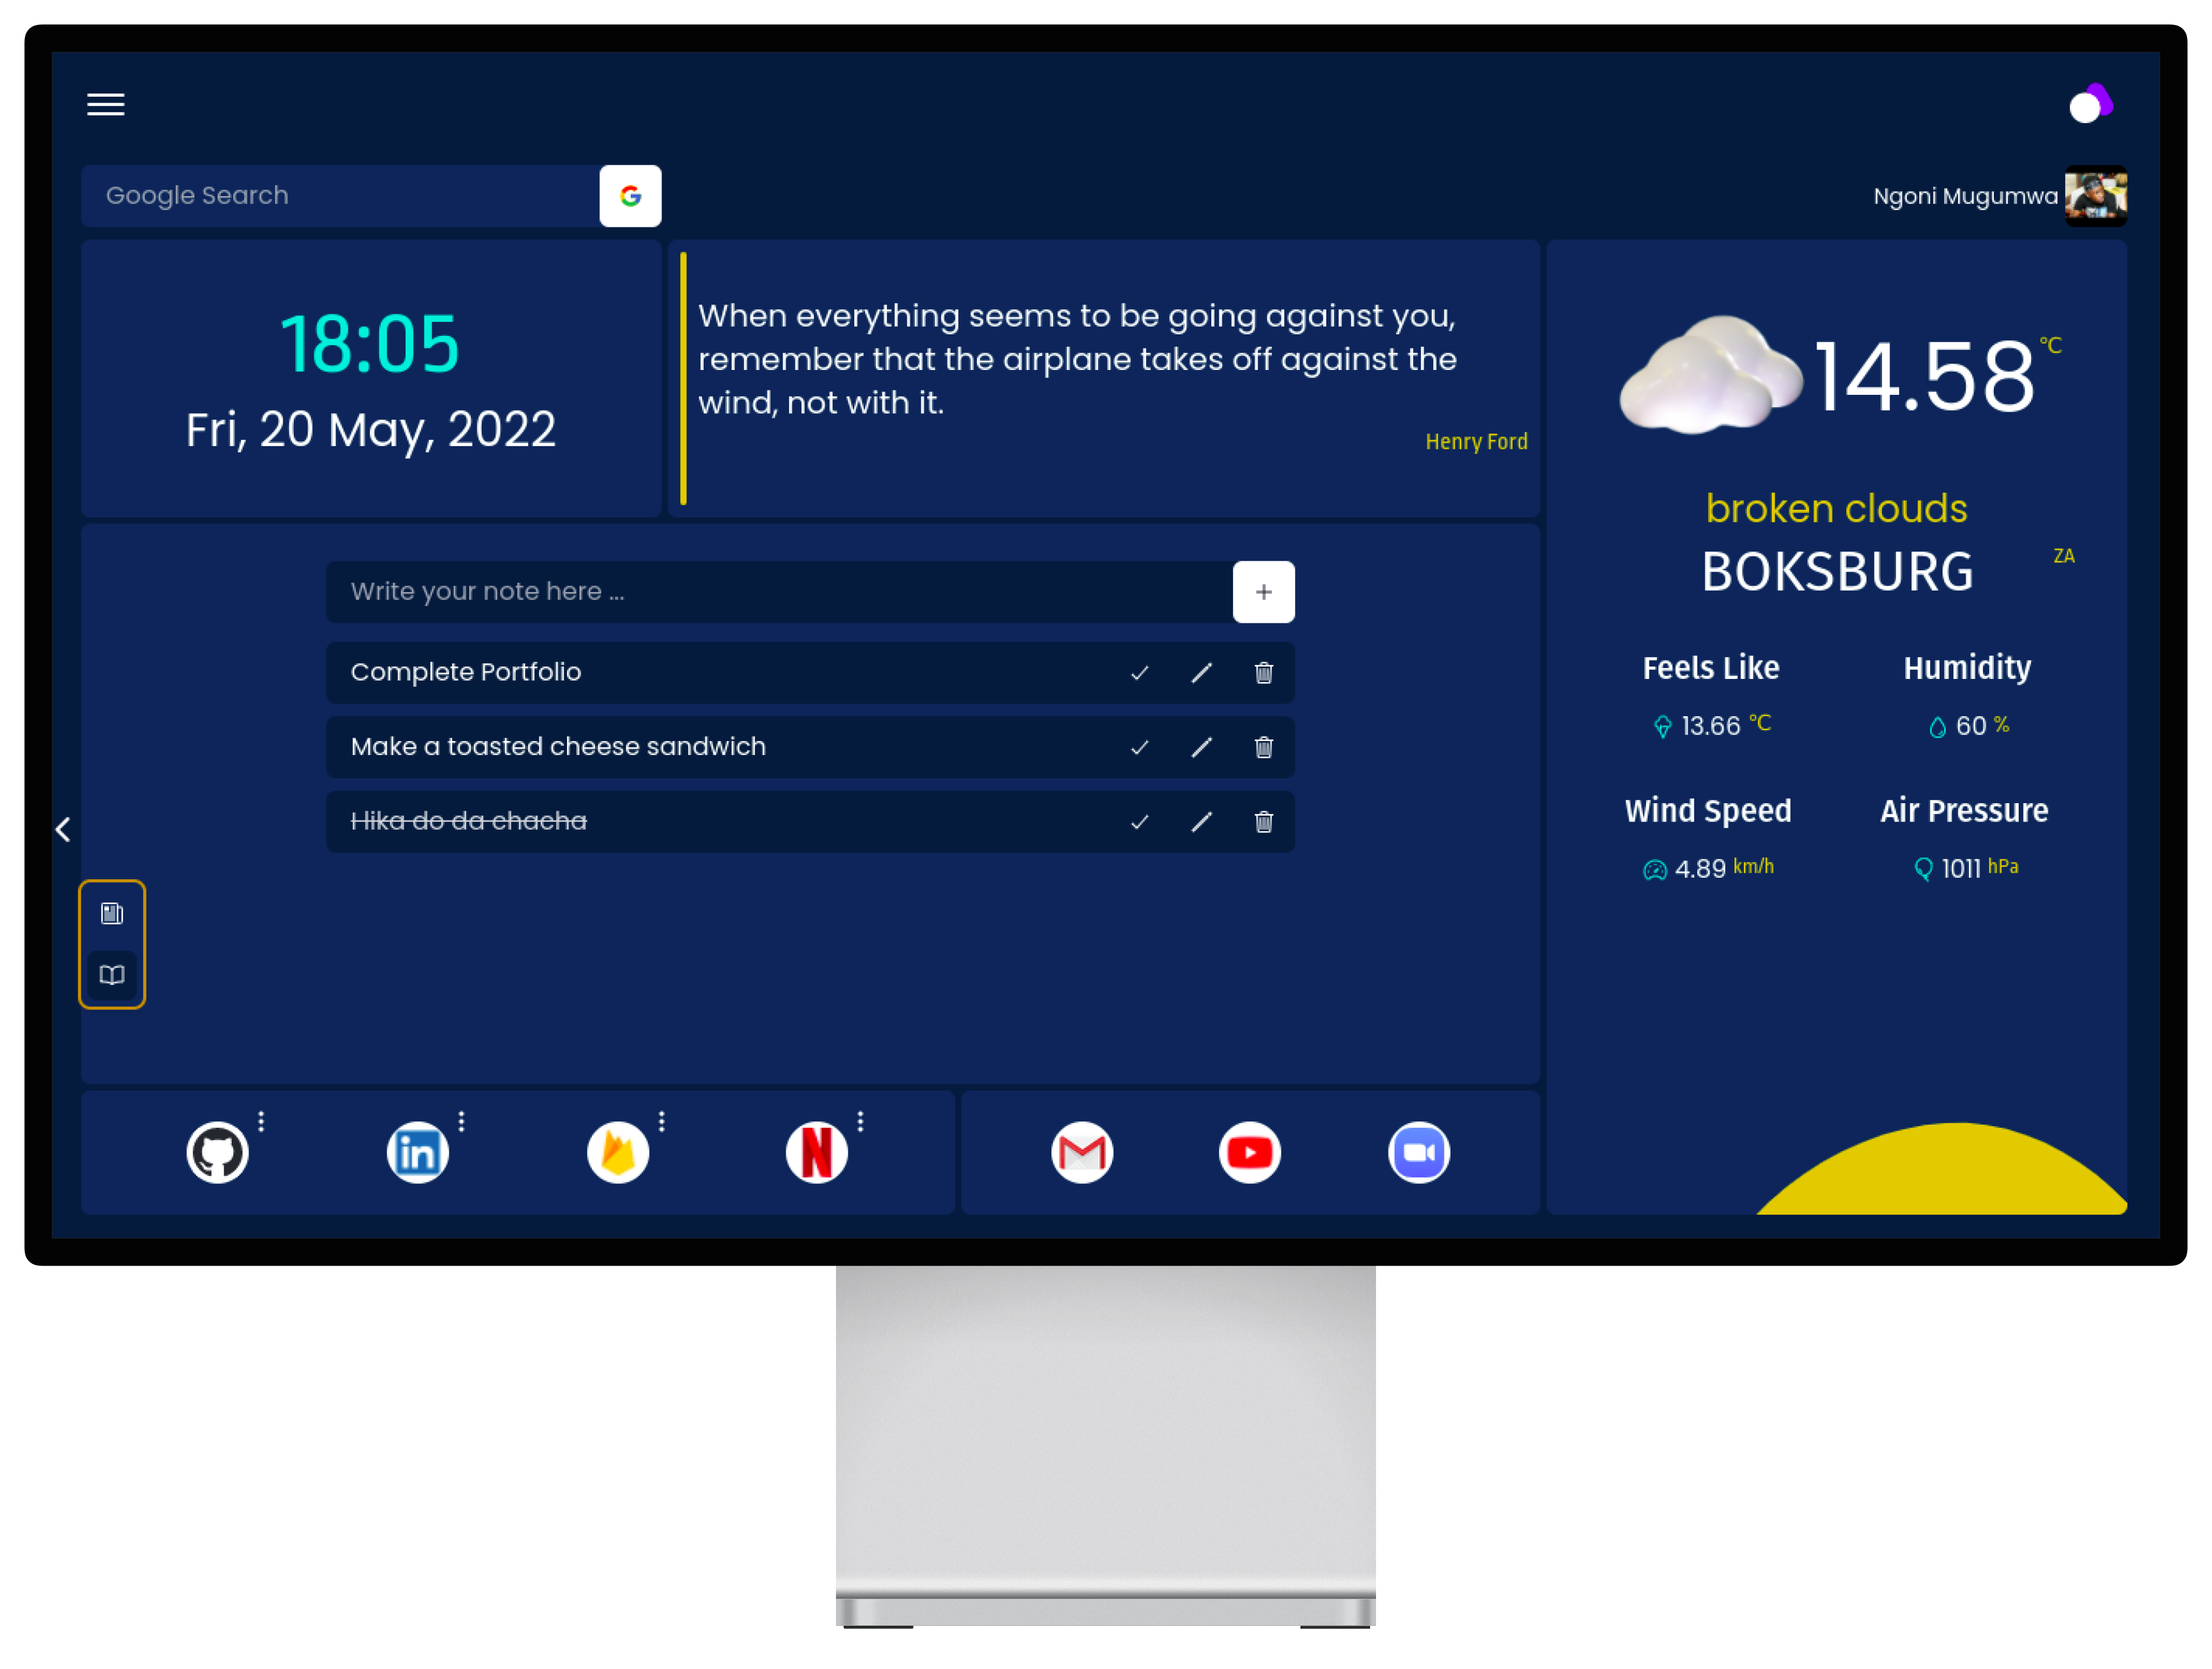 Google Search
G
Ngoni Mugumwa
18:05
Fri, 20 May, 2022
When everything seems to be going against you,
remember that the airplane takes off against the
wind, not with it.
Henry Ford
14.58 °C
broken clouds
BOKSBURG ZA
Feels Like
13.66 °C
Humidity
60 %
Wind Speed
4.89 km/h
Air Pressure
1011 hPa
Write your note here ...
+
Complete Portfolio
Make a toasted cheese sandwich
I lika do da chacha
in
N